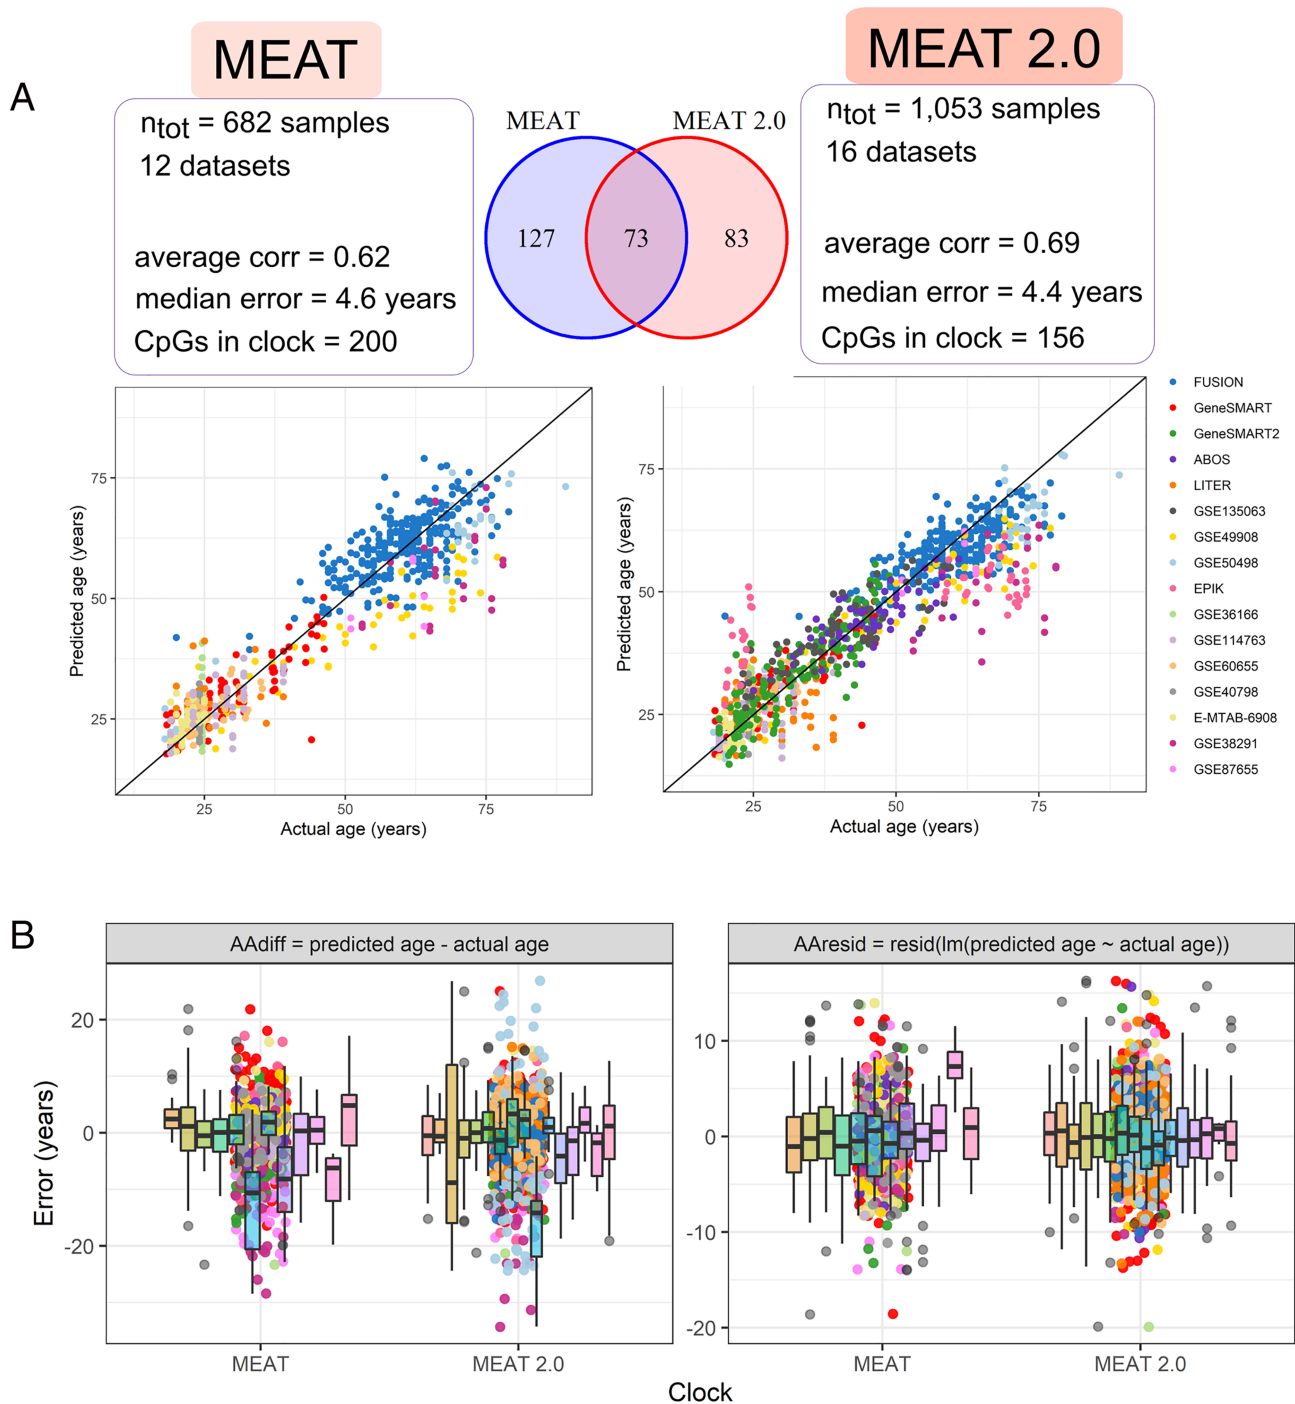 A
MEAT
MEAT 2.0
ntot = 682 samples
12 datasets
average corr = 0.62
median error = 4.6 years
CpGs in clock = 200
MEAT
MEAT 2.0
127
73
83
ntot = 1,053 samples
16 datasets
average corr = 0.69
median error = 4.4 years
CpGs in clock = 156
Predicted age (years)
75
50
25
25
50
75
Actual age (years)
Predicted age (years)
75
50
25
25
50
75
Actual age (years)
FUSION
GeneSMART
GeneSMART2
ABOS
LITER
GSE135063
GSE49908
GSE50498
EPIK
GSE36166
GSE114763
GSE60655
GSE40798
E-MTAB-6908
GSE38291
GSE87655
B
AAdiff = predicted age - actual age
AAresid = resid(lm(predicted age ~ actual age))
Error (years)
20
0
-20
MEAT
MEAT 2.0
10
0
-10
-20
MEAT
MEAT 2.0
Clock